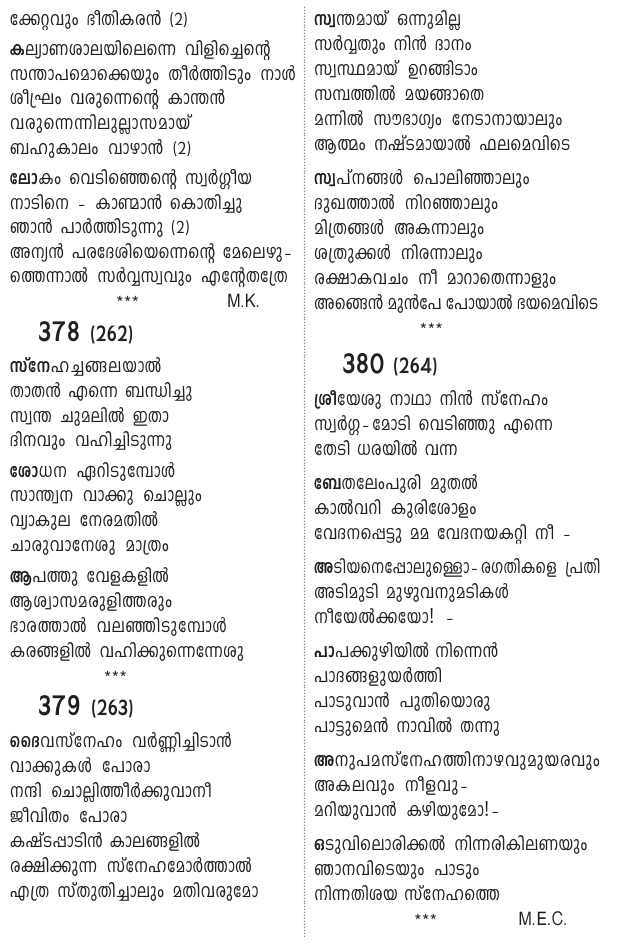 ക്കേറ്റവും ഭീതികരൻ (2)
കല്യാണശാലയിലെന്നെ വിളിച്ചെന്റെ
സന്താപമൊക്കെയും തീർത്തിടും നാൾ
ശീഘ്രം വരുന്നെന്റെ കാന്തൻ
വരുന്നെന്നിലുല്ലാസമായ്
ബഹുകാലം വാഴാൻ (2)
ലോകം വെടിഞ്ഞെന്റെ സ്വർഗ്ഗീയ
നാടിനെ - കാണ്മാൻ കൊതിച്ചു
ഞാൻ പാർത്തിടുന്നു (2)
അന്യൻ പരദേശിയെന്നെന്റെ മേലെഴു-
ത്തെന്നാൽ സർവ്വസ്വവും എന്റേതത്രേ
*** M.K.
378 (262)
സ്നേഹച്ചങ്ങലയാൽ
താതൻ എന്നെ ബന്ധിച്ചു
സ്വന്ത ചുമലിൽ ഇതാ
ദിനവും വഹിച്ചിടുന്നു
ശോധന ഏറിടുമ്പോൾ
സാന്ത്വന വാക്കു ചൊല്ലും
വ്യാകുല നേരമതിൽ
ചാരുവാനേശു മാത്രം
ആപത്തു വേളകളിൽ
ആശ്വാസമരുളിത്തരും
ഭാരത്താൽ വലഞ്ഞിടുമ്പോൾ
കരങ്ങളിൽ വഹിക്കുന്നെന്നേശു
***
379 (263)
ദൈവസ്നേഹം വർണ്ണിച്ചിടാൻ
വാക്കുകൾ പോരാ
നന്ദി ചൊല്ലിത്തീർക്കുവാനീ
ജീവിതം പോരാ
കഷ്ടപ്പാടിൻ കാലങ്ങളിൽ
രക്ഷിക്കുന്ന സ്നേഹമോർത്താൽ
എത്ര സ്തുതിച്ചാലും മതിവരുമോ
സ്വന്തമായ് ഒന്നുമില്ല
സർവ്വതും നിൻ ദാനം
സ്വസ്ഥമായ് ഉറങ്ങിടാം
സമ്പത്തിൽ മയങ്ങാതെ
മന്നിൽ സൗഭാഗ്യം നേടാനായാലും
ആത്മം നഷ്ടമായാൽ ഫലമെവിടെ
സ്വപ്നങ്ങൾ പൊലിഞ്ഞാലും
ദുഖത്താൽ നിറഞ്ഞാലും
മിത്രങ്ങൾ അകന്നാലും
ശത്രുക്കൾ നിരന്നാലും
രക്ഷാകവചം നീ മാറാതെന്നാളും
അങ്ങെൻ മുൻപേ പോയാൽ ഭയമെവിടെ
***
380 (264)
ശ്രീയേശു നാഥാ നിൻ സ്നേഹം
സ്വർഗ്ഗ-മോടി വെടിഞ്ഞു എന്നെ
തേടി ധരയിൽ വന്ന
ബേതലേംപുരി മുതൽ
കാൽവറി കുരിശോളം
വേദനപ്പെട്ടു മമ വേദനയകറ്റി നീ -
അടിയനെപ്പോലുള്ളൊ-രഗതികളെ പ്രതി
അടിമുടി മുഴുവനുമടികൾ
നീയേൽക്കയോ! -
പാപക്കുഴിയിൽ നിന്നെൻ
പാദങ്ങളുയർത്തി
പാടുവാൻ പുതിയൊരു
പാട്ടുമെൻ നാവിൽ തന്നു
അനുപമസ്നേഹത്തിനാഴവുമുയരവും
അകലവും നീളവു-
മറിയുവാൻ കഴിയുമോ!-
ഒടുവിലൊരിക്കൽ നിന്നരികിലണയും
ഞാനവിടെയും പാടും
നിന്നതിശയ സ്നേഹത്തെ
*** M.E.C.